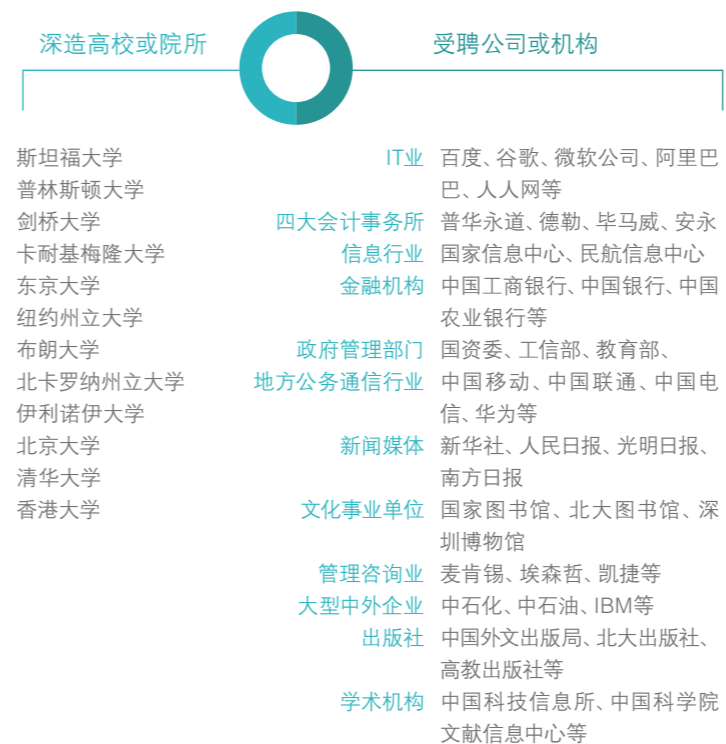 深造高校或院所
受聘公司或机构
斯坦福大学
普林斯顿大学
剑桥大学
卡耐基梅隆大学
东京大学
纽约州立大学
布朗大学
北卡罗纳州立大学
伊利诺伊大学
北京大学
清华大学
香港大学
IT业 百度、谷歌、微软公司、阿里巴
巴、人人网等
四大会计事务所 普华永道、德勒、毕马威、安永
信息行业 国家信息中心、民航信息中心
金融机构 中国工商银行、中国银行、中国
农业银行等
政府管理部门 国资委、工信部、教育部、
地方公务通信行业 中国移动、中国联通、中国电
信、华为等
新闻媒体 新华社、人民日报、光明日报、
南方日报
文化事业单位 国家图书馆、北大图书馆、深
圳博物馆
管理咨询业 麦肯锡、埃森哲、凯捷等
大型中外企业 中石化、中石油、IBM等
出版社 中国外文出版局、北大出版社、
高教出版社等
学术机构 中国科技信息所、中国科学院
文献信息中心等